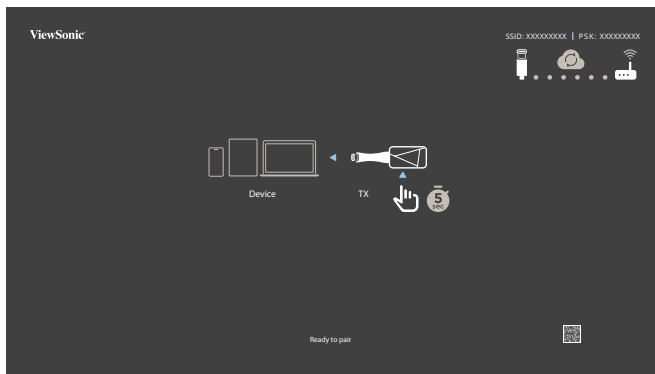 ViewSonic
SSID: XXXXXXXXX | PSK: XXXXXXXXX
Device
TX
5
sec
Ready to pair